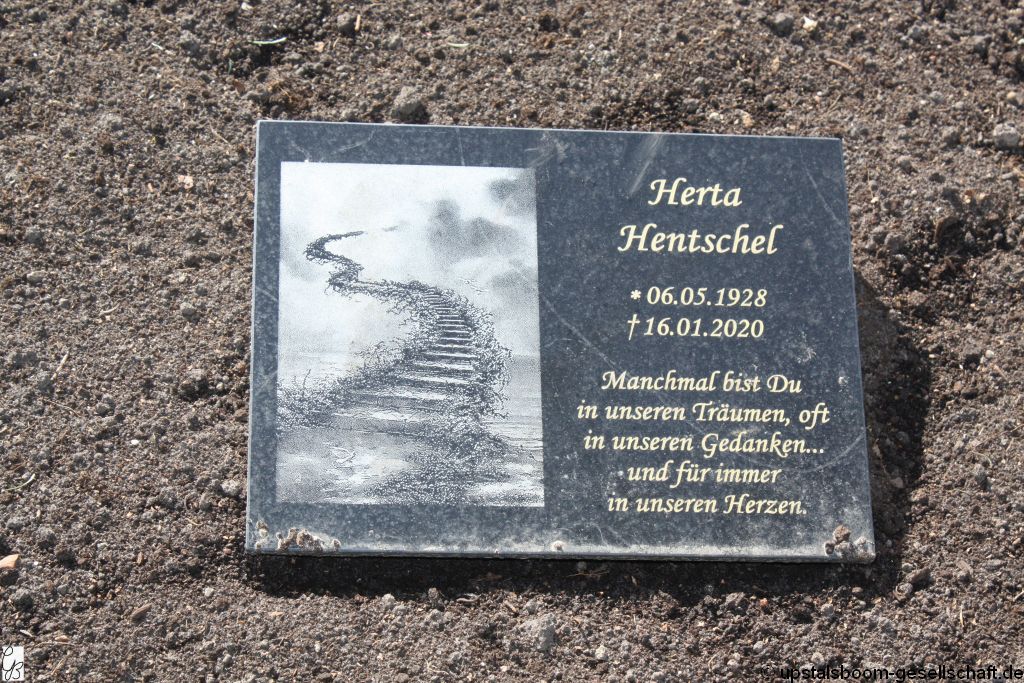 Herta
Hentschel
* 06.05.1928
† 16.01.2020
Manchmal bist Du
in unseren Träumen, oft
in unseren Gedanken...
und für immer
in unseren Herzen.
© upstalsboom-gesellschaft.de